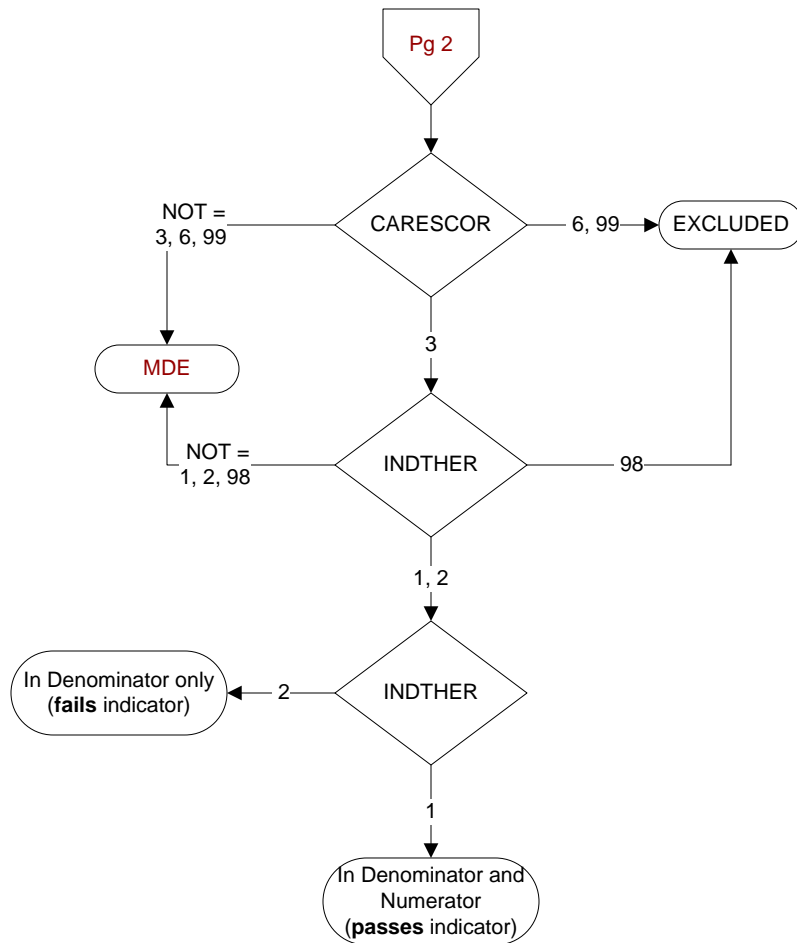 Pg 2
NOT =
3, 6, 99
CARESCOR
6, 99
EXCLUDED
3
MDE
NOT =
1, 2, 98
INDTHER
98
1, 2
In Denominator only
(fails indicator)
2
INDTHER
1
In Denominator and
Numerator
(passes indicator)